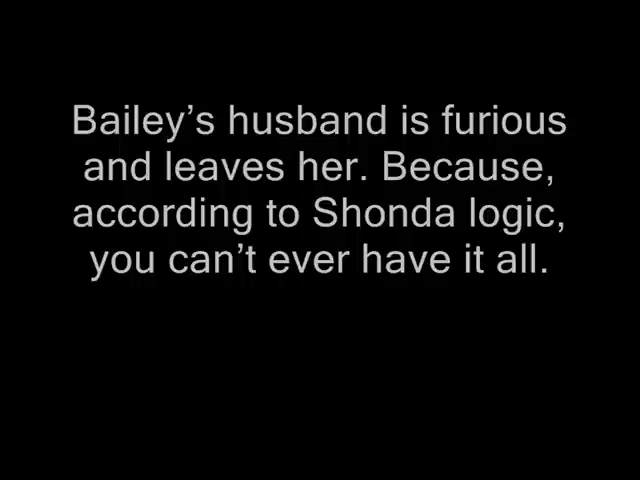 Bailey’s husband is furious
and leaves her. Because,
according to Shonda logic,
you can’t ever have it all.